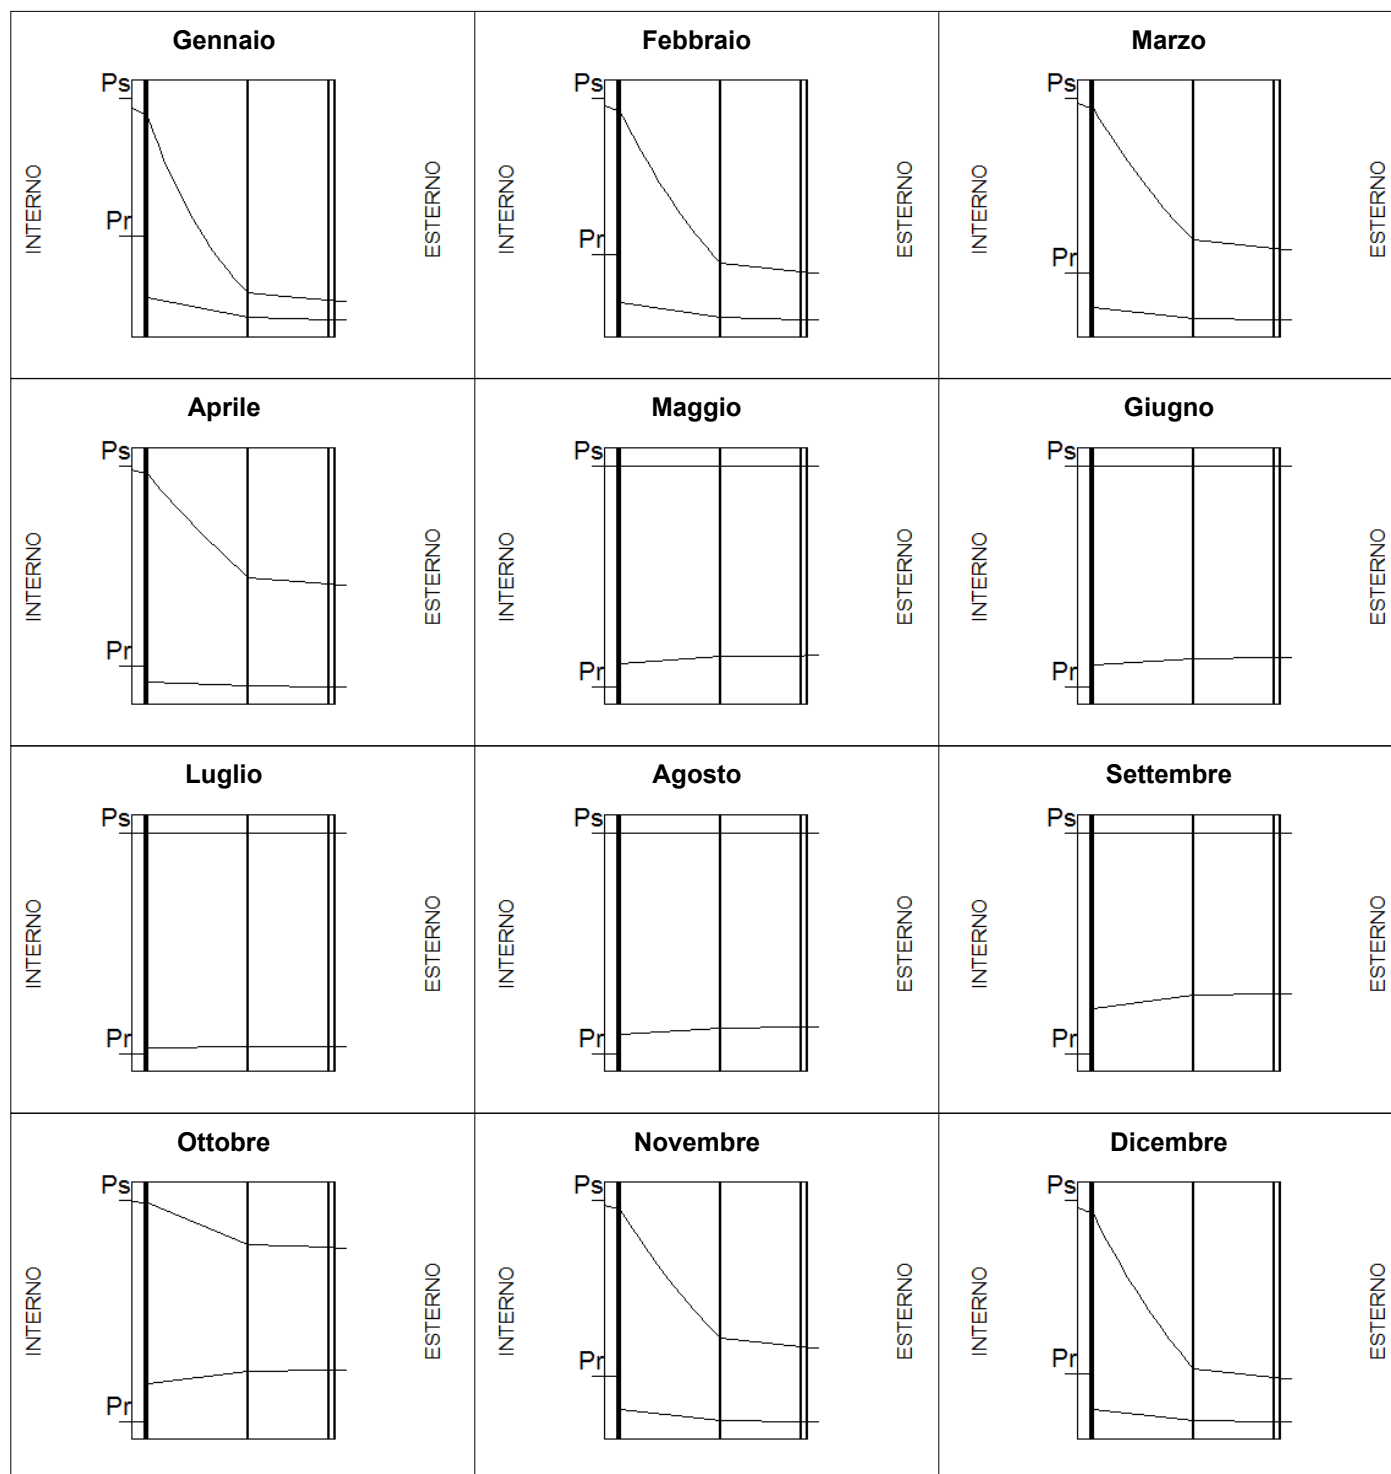 Gennaio
Ps
Pr
INTERNO
ESTERNO
Febbraio
Ps
Pr
INTERNO
ESTERNO
Marzo
Ps
Pr
INTERNO
ESTERNO
Aprile
Ps
Pr
INTERNO
ESTERNO
Maggio
Ps
Pr
INTERNO
ESTERNO
Giugno
Ps
Pr
INTERNO
ESTERNO
Luglio
Ps
Pr
INTERNO
ESTERNO
Agosto
Ps
Pr
INTERNO
ESTERNO
Settembre
Ps
Pr
INTERNO
ESTERNO
Ottobre
Ps
Pr
INTERNO
ESTERNO
Novembre
Ps
Pr
INTERNO
ESTERNO
Dicembre
Ps
Pr
INTERNO
ESTERNO